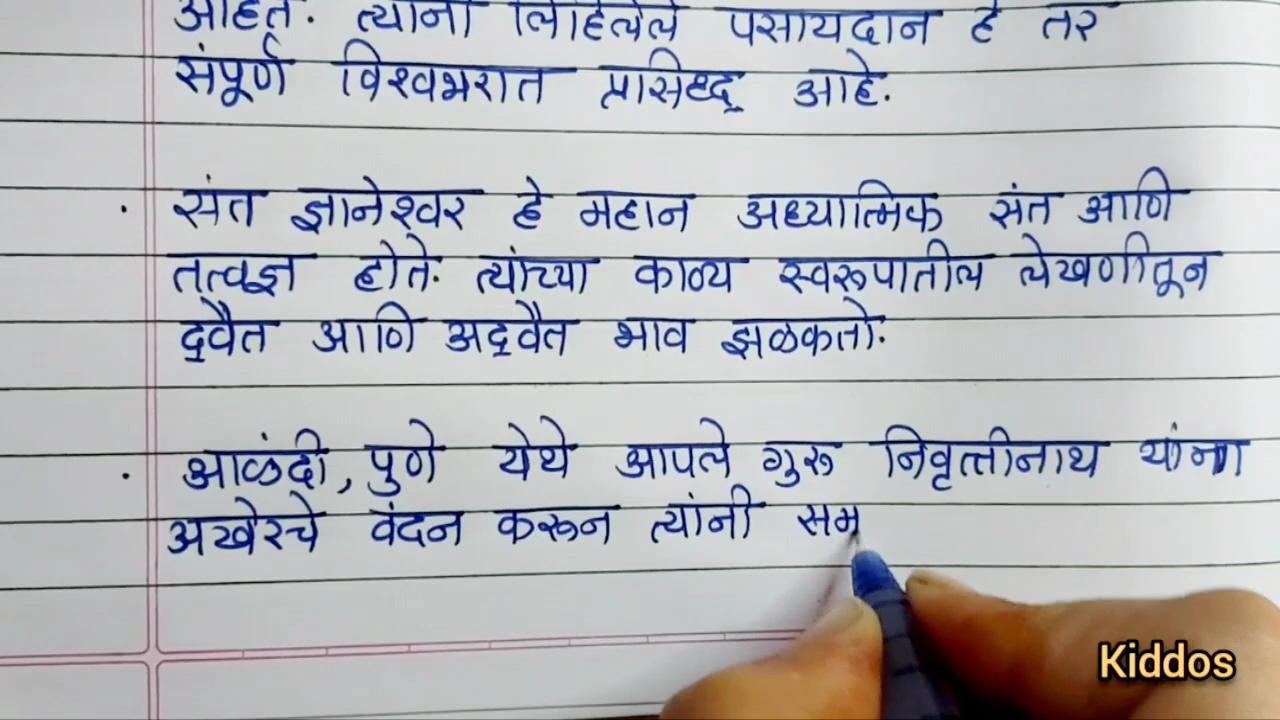 आहेत. त्यांनी लिहिलेले पसायदान हे तर
संपूर्ण विश्वभरात प्रसिध्द आहे.
संत ज्ञानेश्वर हे महान अध्यात्मिक संत आणि
तत्वज्ञ होते. त्यांच्या काव्य स्वरूपातील लेखणीतून
द्वैत आणि अद्वैत भाव झळकतो.
आळंदी, पुणे येथे आपले गुरू निवृत्तीनाथ यांना
अखेरचे वंदन करून त्यांनी सम
Kiddos